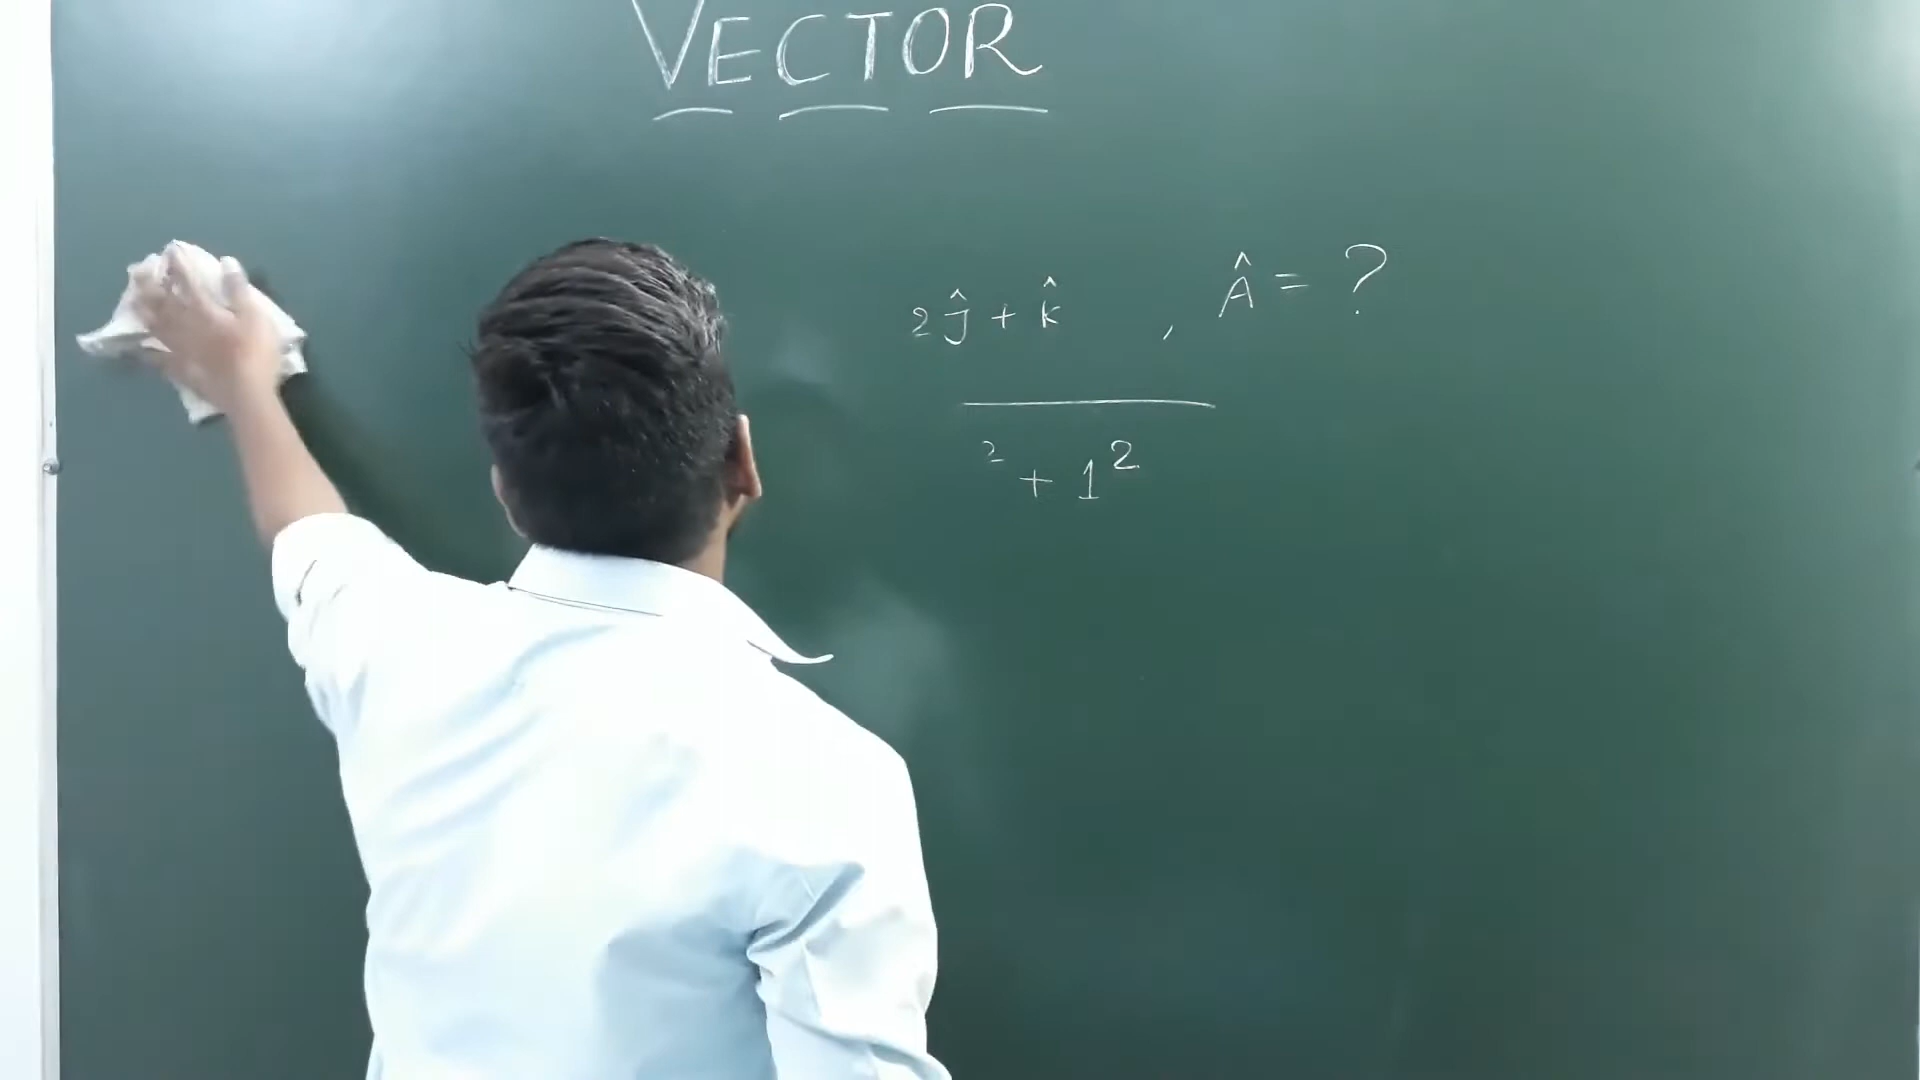 VECTOR
2ĵ + k̂ , Â = ?
² + 1²